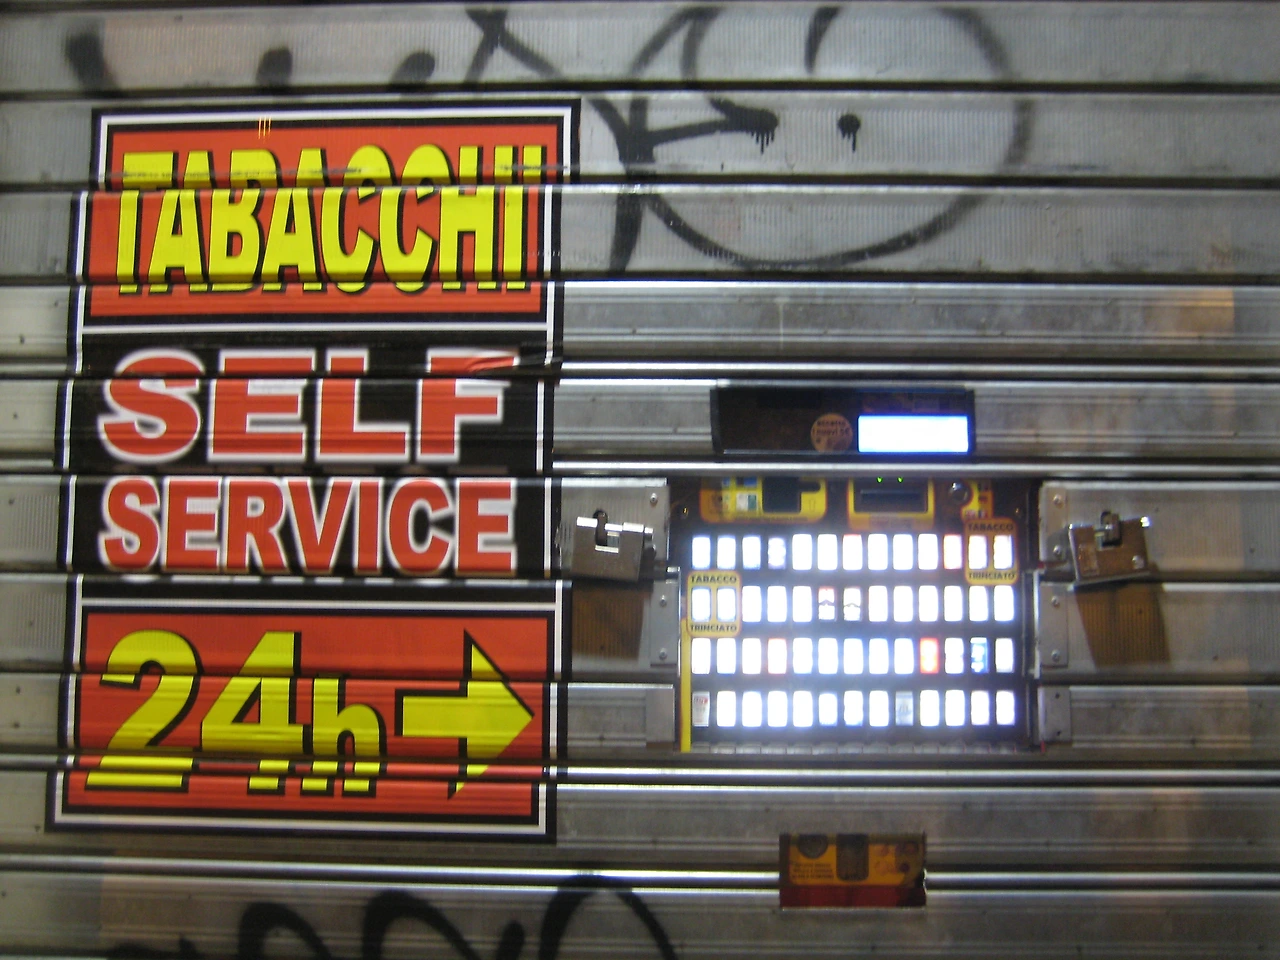 TABACCHI
SELF
SERVICE
24h
TABACCO
TRINCIATO
TABACCO
TRINCIATO